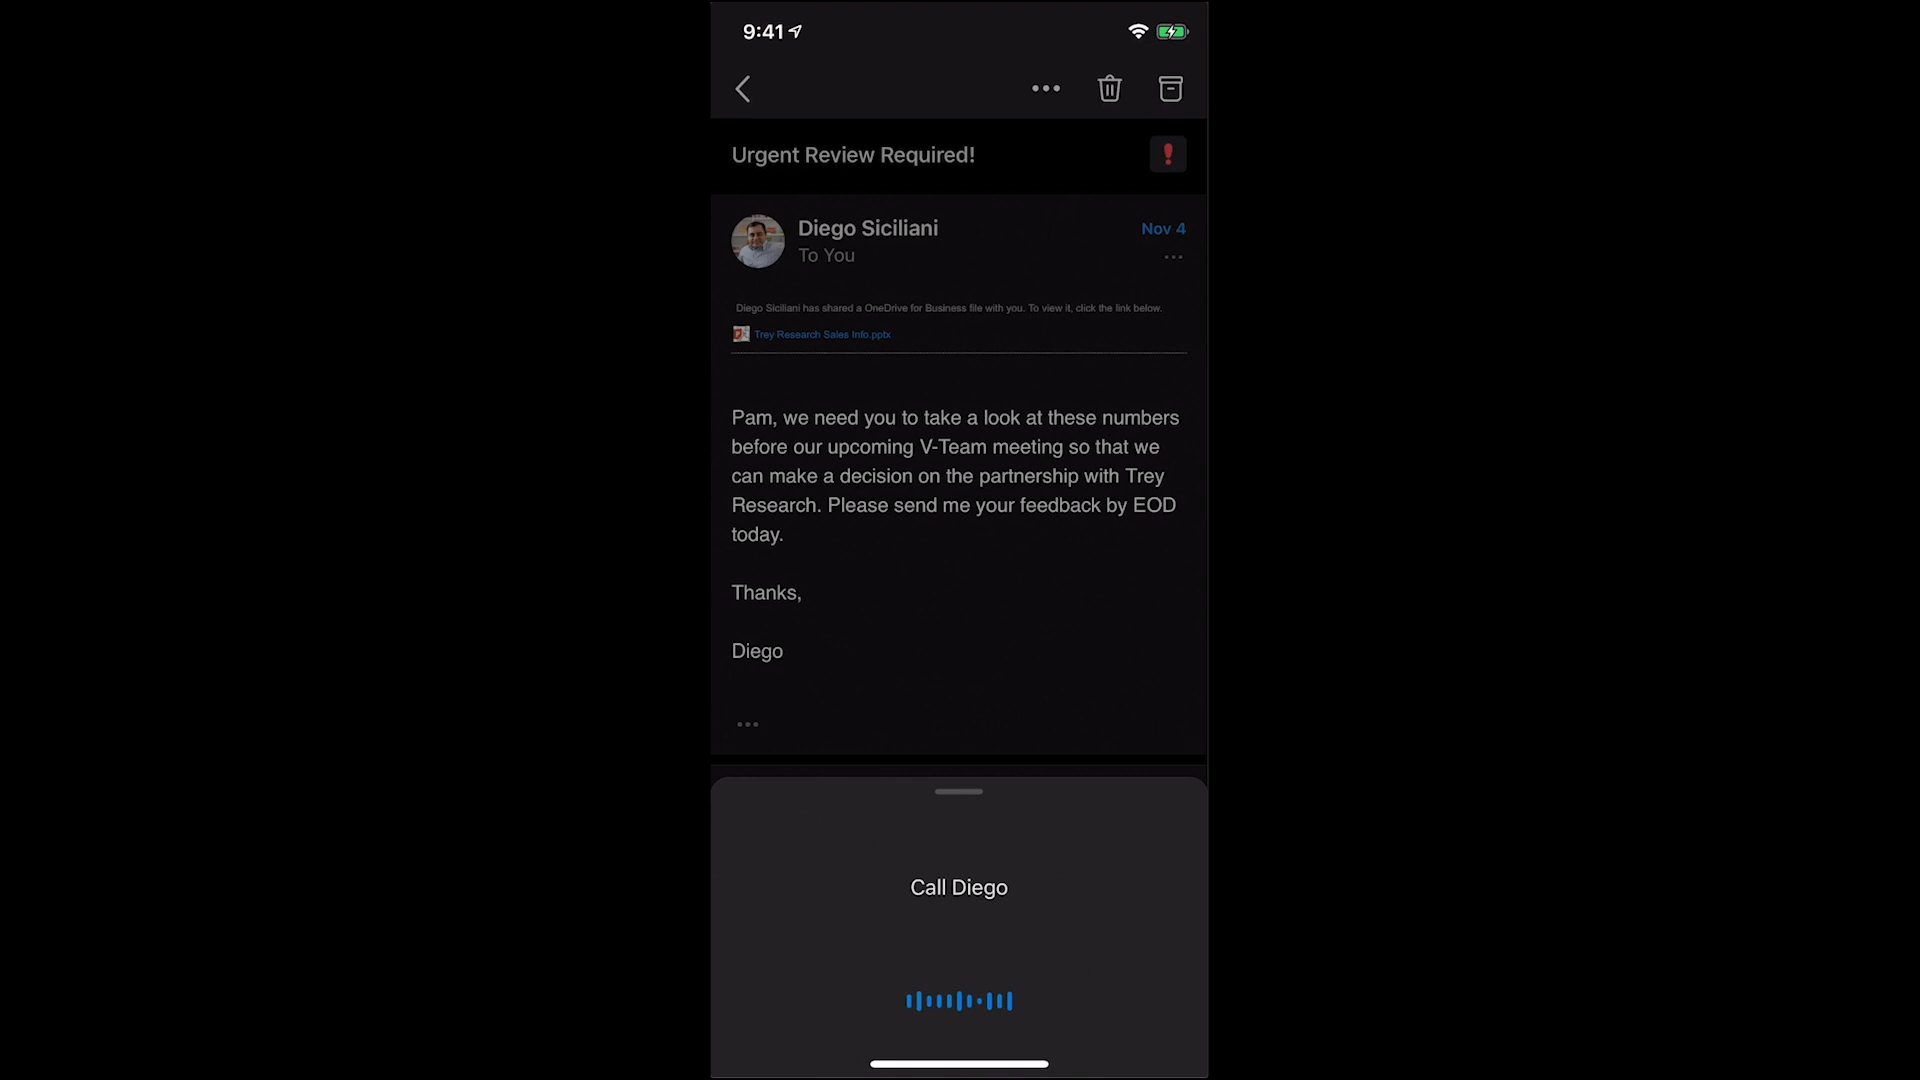 9:41
Urgent Review Required!
Diego Siciliani
Nov 4
To You
Diego Siciliani has shared a OneDrive for Business file with you. To view it, click the link below.
Trey Research Sales Info.pptx
Pam, we need you to take a look at these numbers
before our upcoming V-Team meeting so that we
can make a decision on the partnership with Trey
Research. Please send me your feedback by EOD
today.
Thanks,
Diego
Call Diego